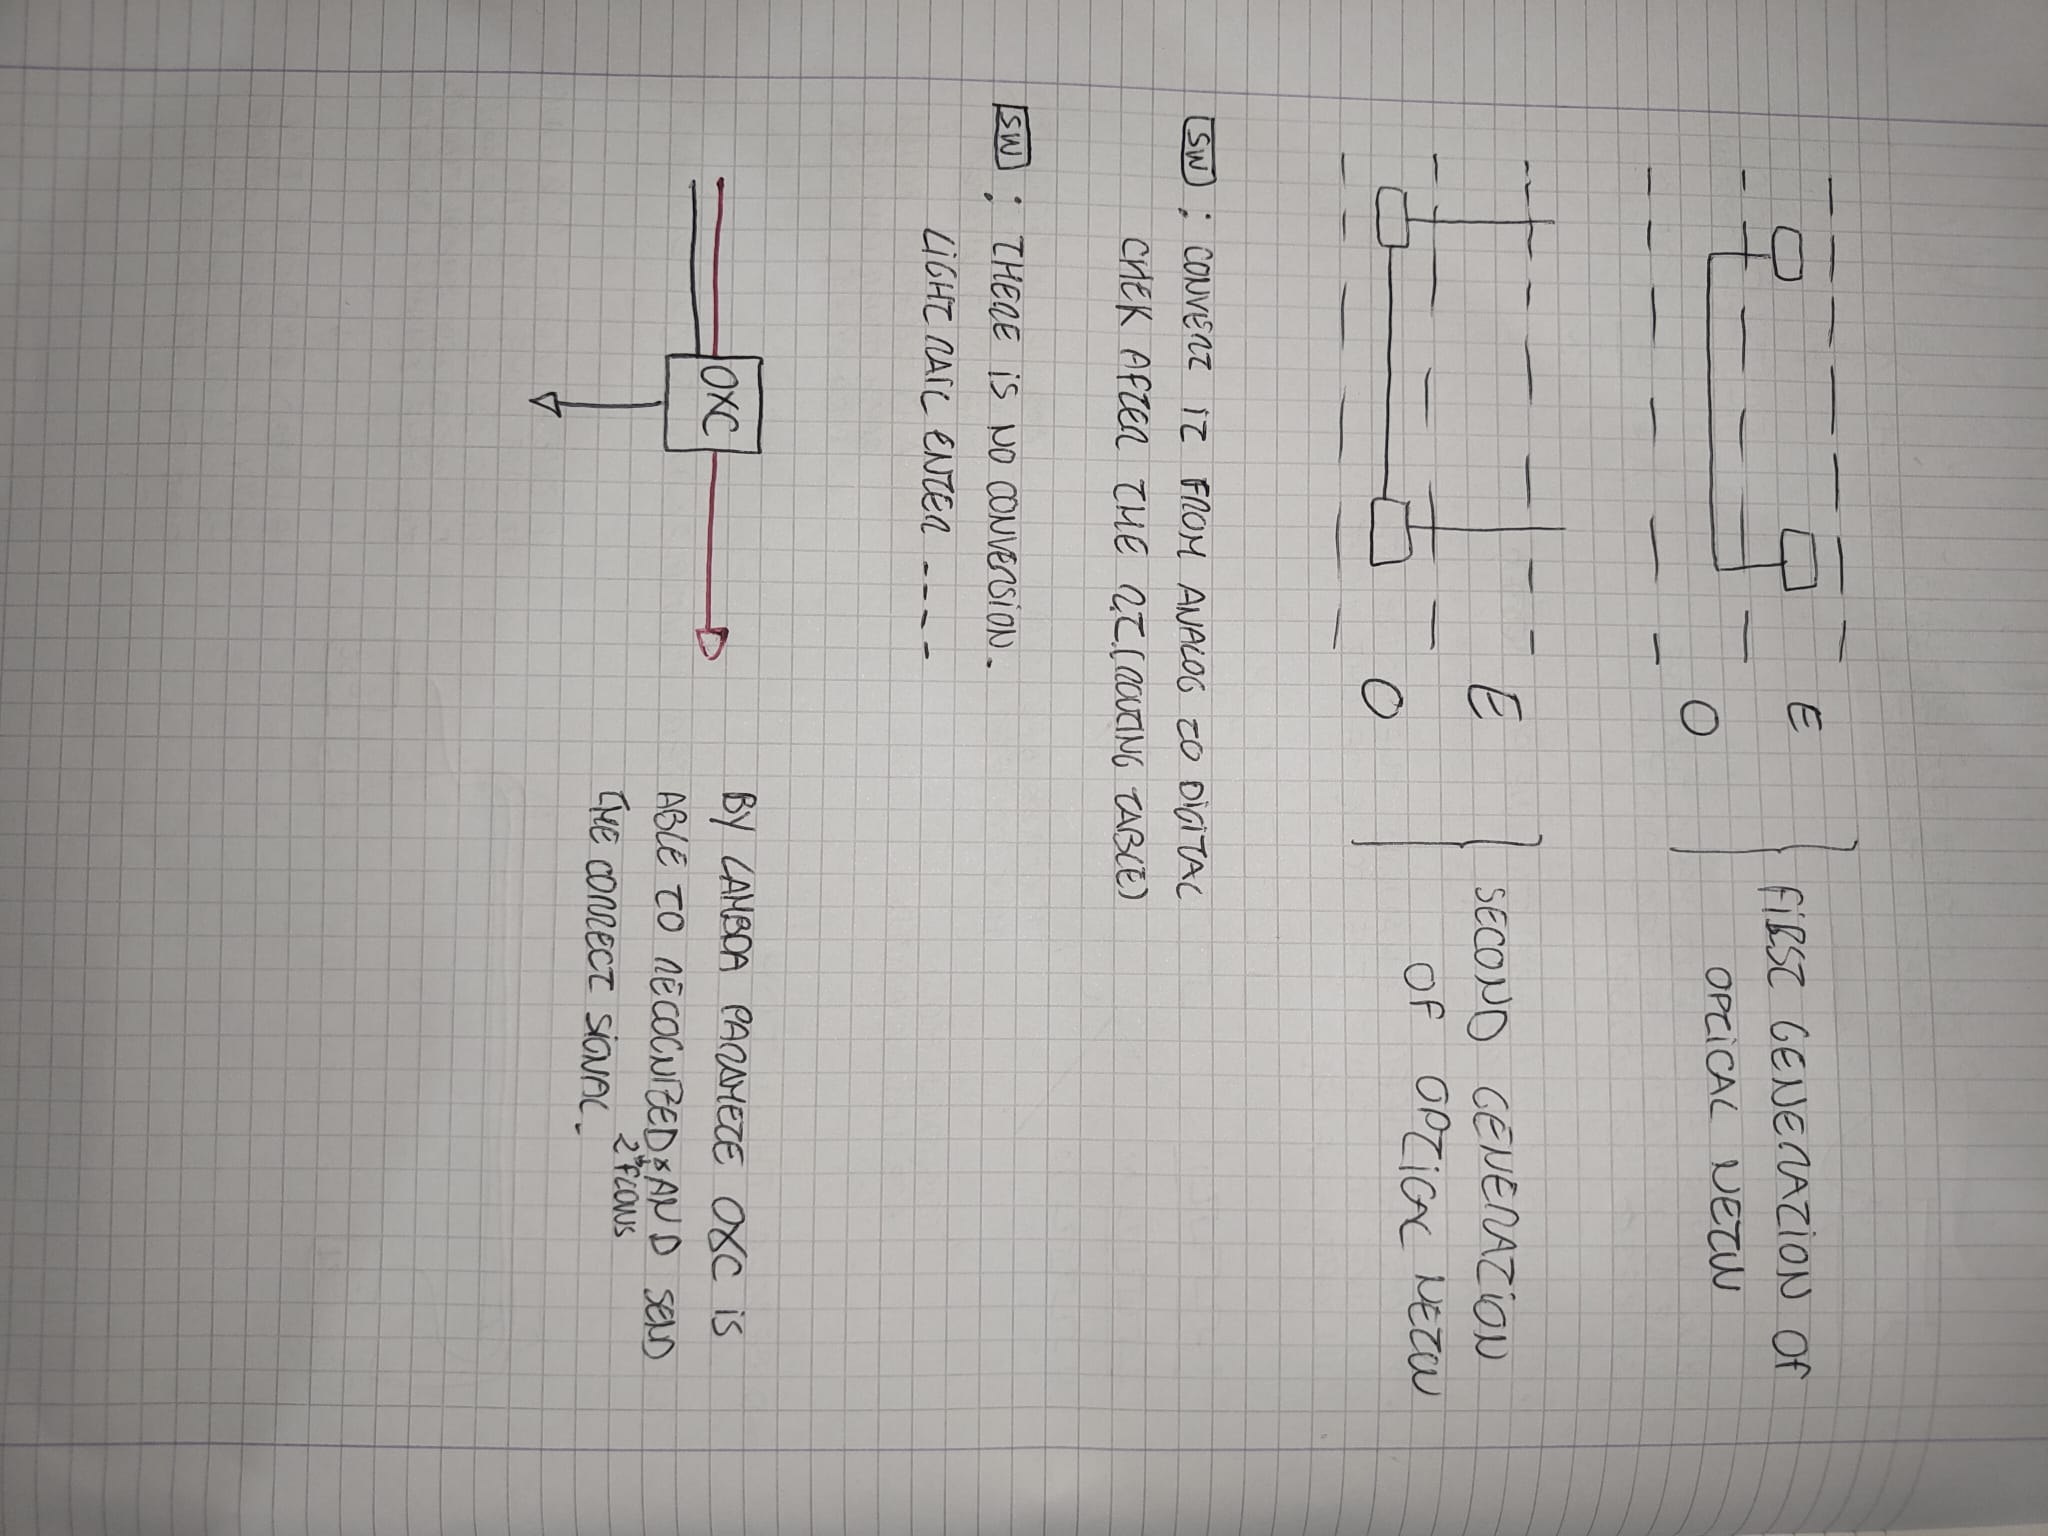 E
O
FIRST GENERATION OF
OPTICAL NETW
E
O
SECOND GENERATION
OF OPTICAL NETW
SW : CONVERT IT FROM ANALOG TO DIGITAL
CHEK AFTER THE R.T. (ROUTING TABLE)
SW : THERE IS NO CONVERSION.
LIGHT ENTER ----
OXC
BY LAMBDA PARAMETE OXC IS
ABLE TO RECOGNIZED AND SEND
2 FLOWS
THE CORRECT SIGNAL.